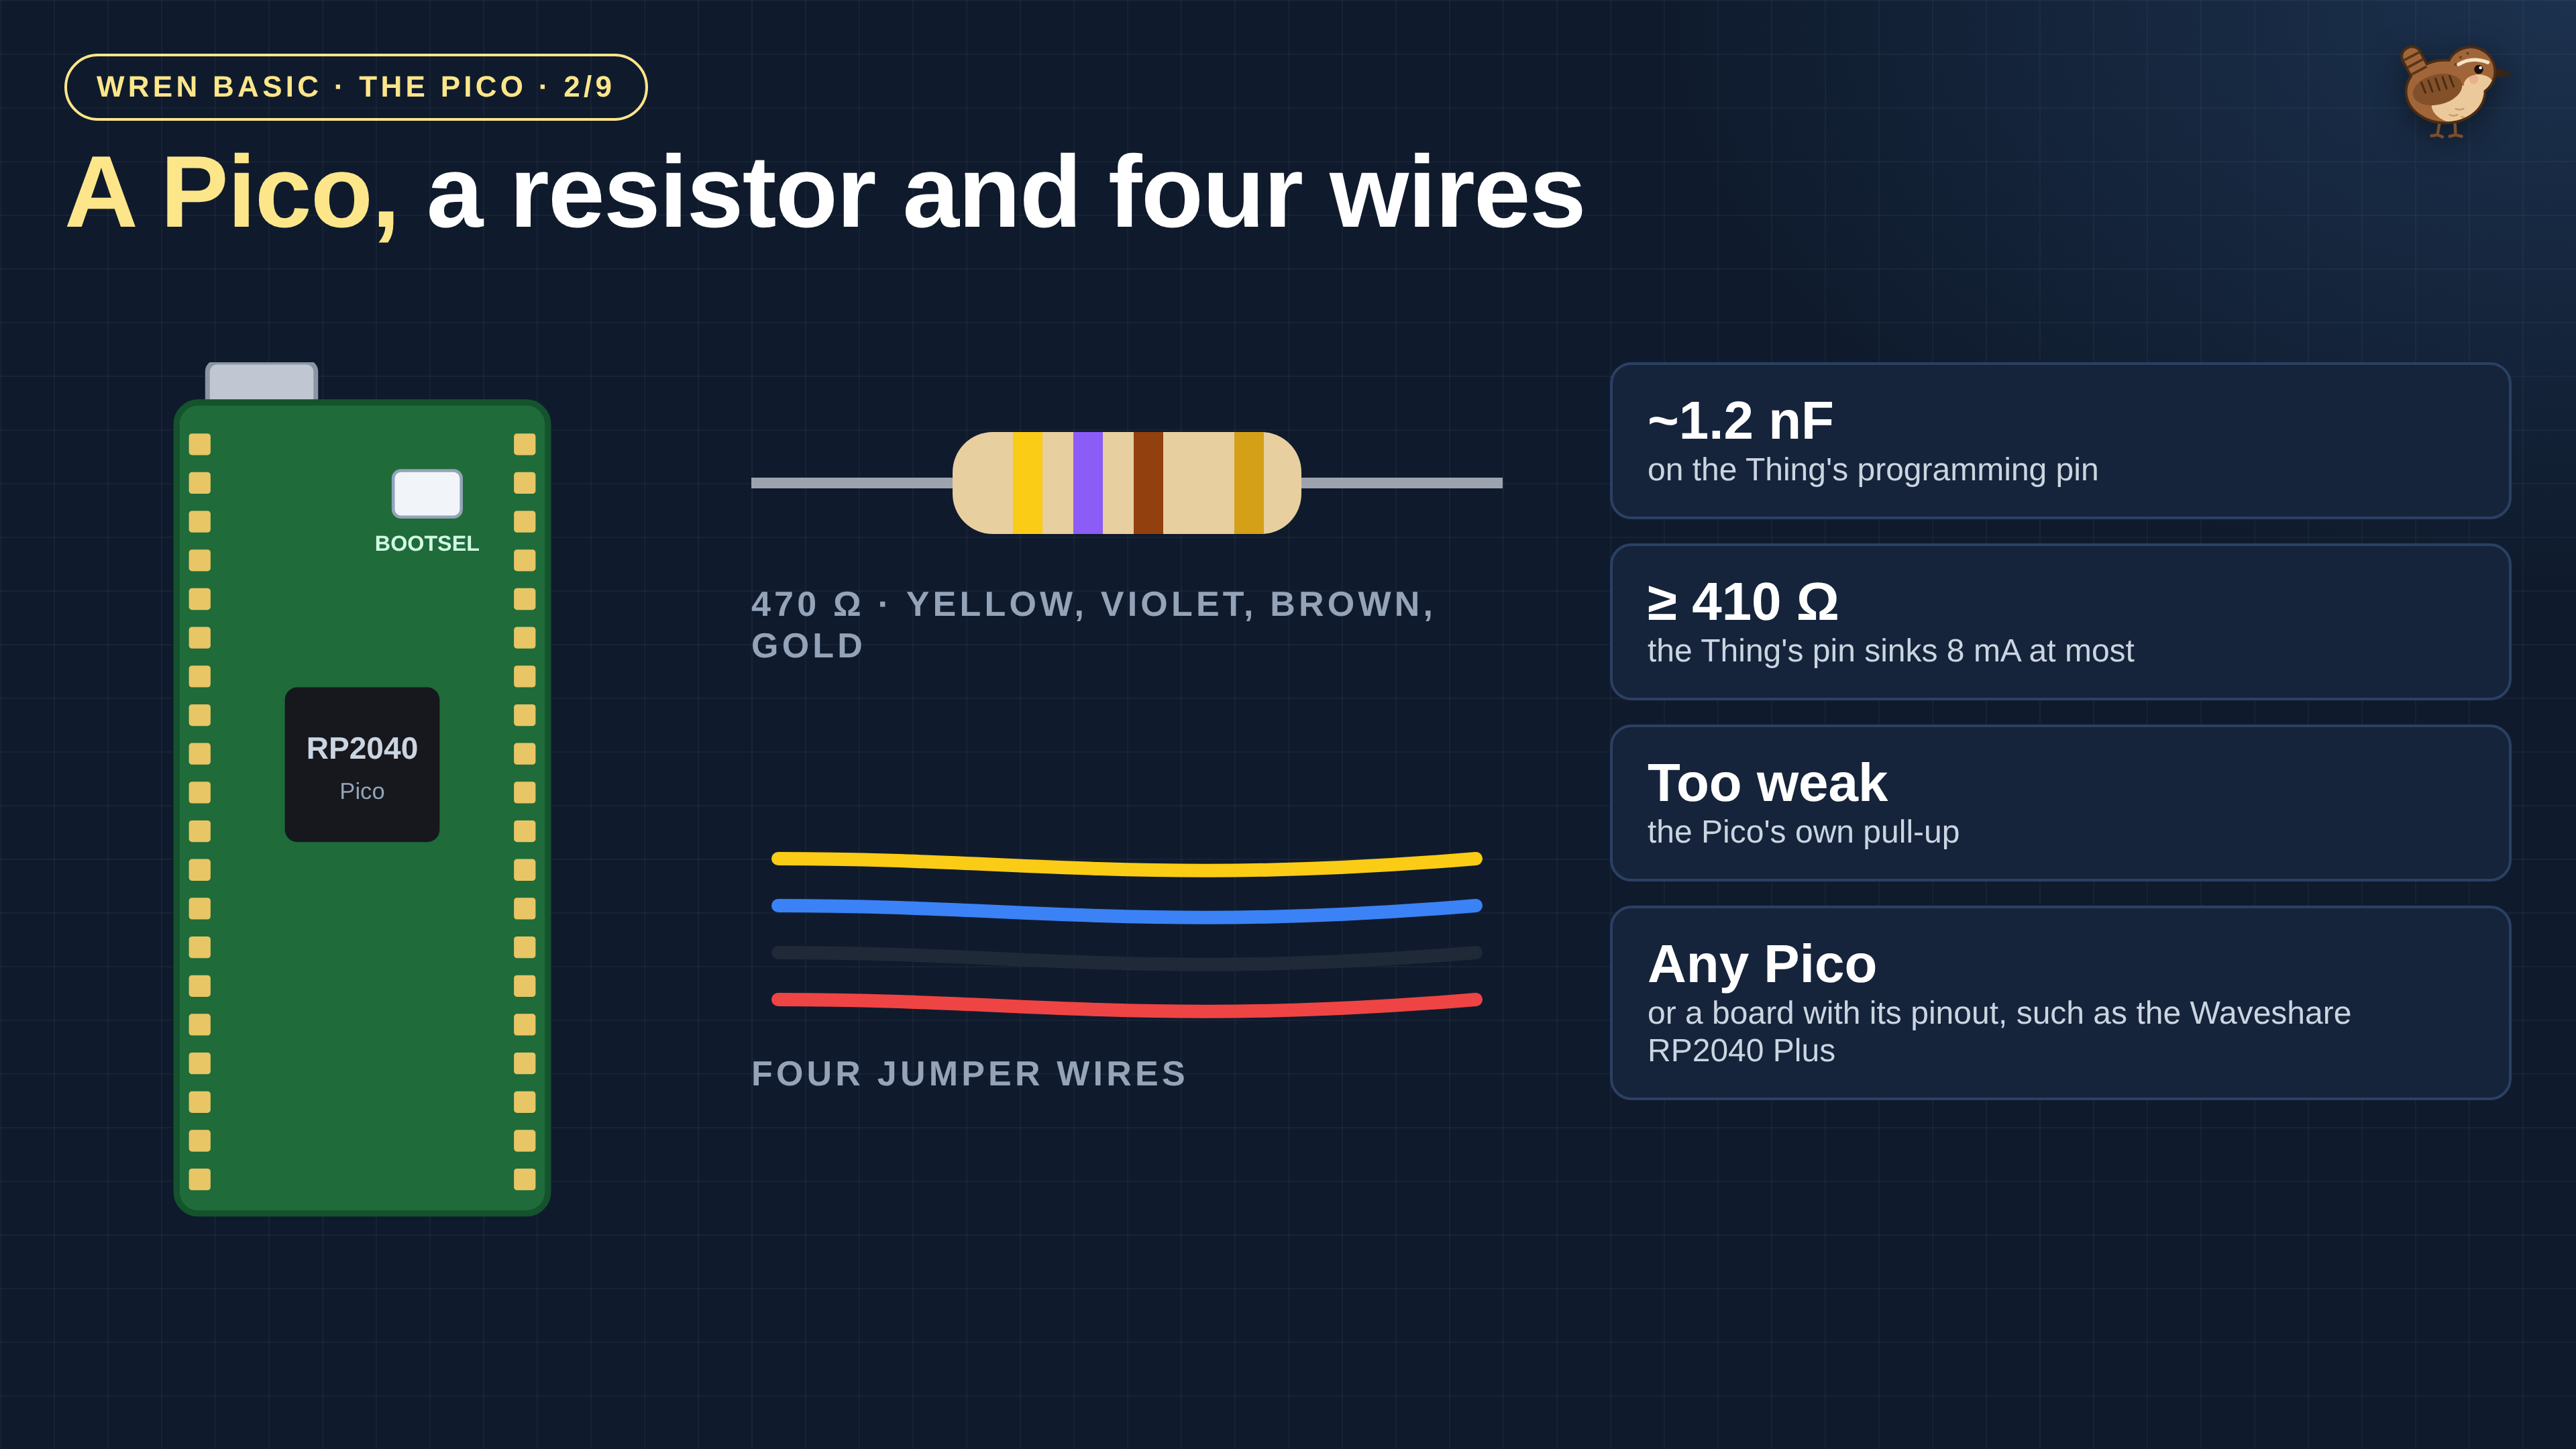 WREN BASIC · THE PICO · 2/9
A Pico, a resistor and four wires
BOOTSEL
RP2040
Pico
470 Ω · YELLOW, VIOLET, BROWN,
GOLD
FOUR JUMPER WIRES
~1.2 nF
on the Thing's programming pin
≥ 410 Ω
the Thing's pin sinks 8 mA at most
Too weak
the Pico's own pull-up
Any Pico
or a board with its pinout, such as the Waveshare
RP2040 Plus